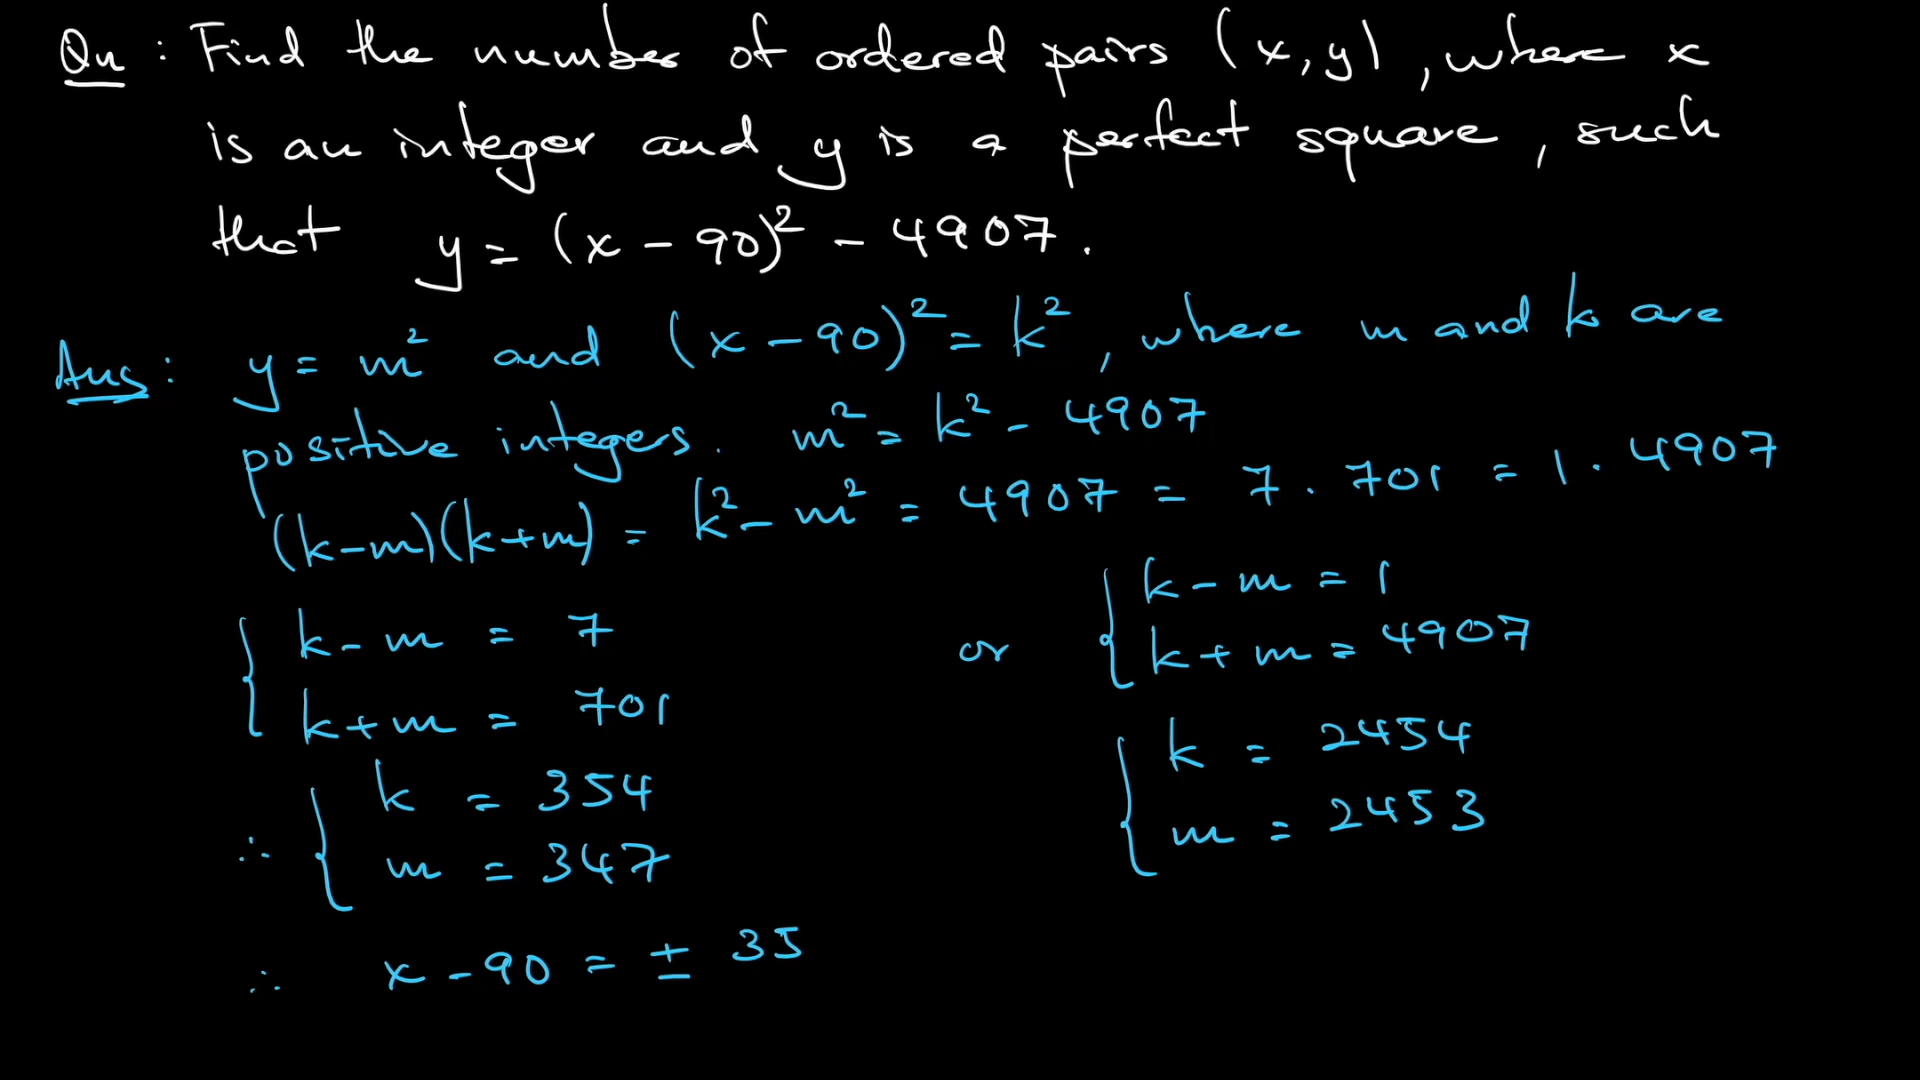 Qn : Find the number of ordered pairs (x, y), where x
is an integer and y is a perfect square, such
that y = (x - 90)² - 4907.
Ans : y = m² and (x - 90)² = k², where m and k are
positive integers. m² = k² - 4907
(k-m)(k+m) = k² - m² = 4907 = 7 · 701 = 1 · 4907
{ k - m = 7
k + m = 701
or
{ k - m = 1
k + m = 4907
∴ { k = 354
m = 347
{ k = 2454
m = 2453
∴ x - 90 = ± 35